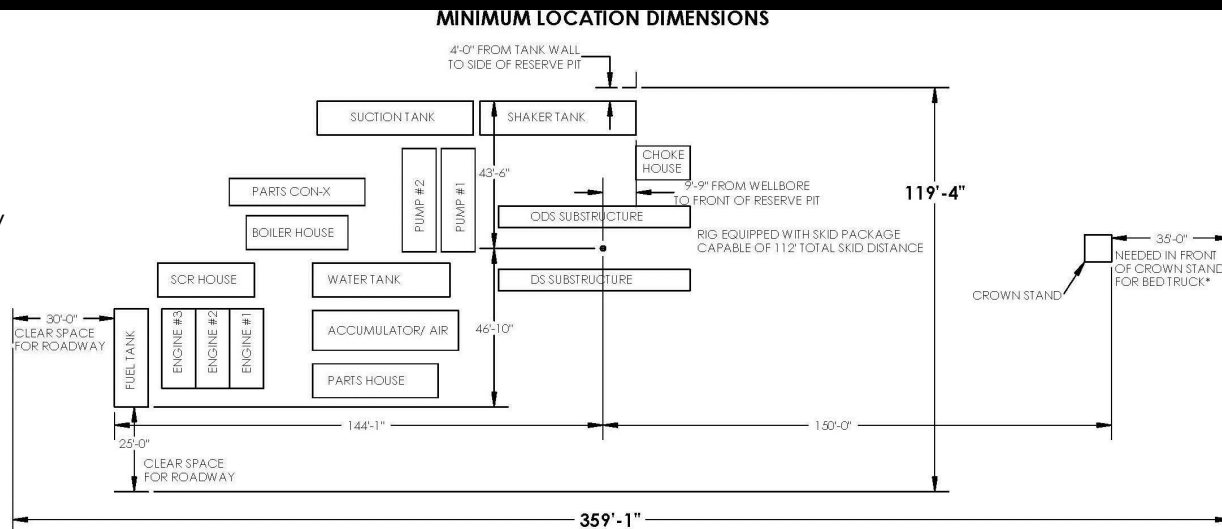 MINIMUM LOCATION DIMENSIONS
4'-0" FROM TANK WALL
TO SIDE OF RESERVE PIT
SUCTION TANK
SHAKER TANK
CHOKE
HOUSE
PUMP #2
PUMP #1
43'-6"
PARTS CON-X
9'-9" FROM WELLBORE
TO FRONT OF RESERVE PIT
119'-4"
ODS SUBSTRUCTURE
BOILER HOUSE
RIG EQUIPPED WITH SKID PACKAGE
CAPABLE OF 112' TOTAL SKID DISTANCE
35'-0"
NEEDED IN FRONT
OF CROWN STAND
FOR BED TRUCK*
SCR HOUSE
WATER TANK
DS SUBSTRUCTURE
CROWN STAND
30'-0"
CLEAR SPACE
FOR ROADWAY
FUEL TANK
ENGINE #3
ENGINE #2
ENGINE #1
ACCUMULATOR/ AIR
46'-10"
PARTS HOUSE
144'-1"
150'-0"
25'-0"
CLEAR SPACE
FOR ROADWAY
359'-1"